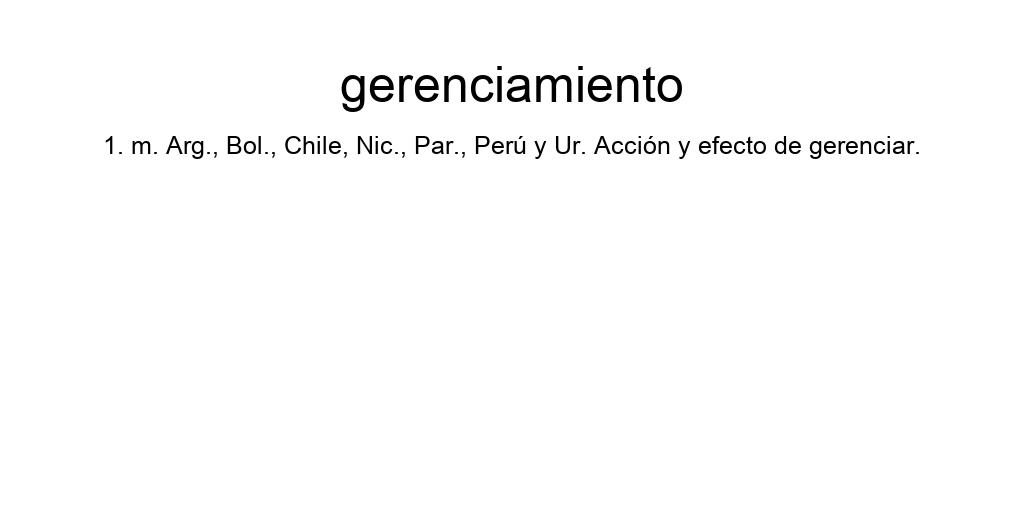 gerenciamiento
1. m. Arg., Bol., Chile, Nic., Par., Perú y Ur. Acción y efecto de gerenciar.